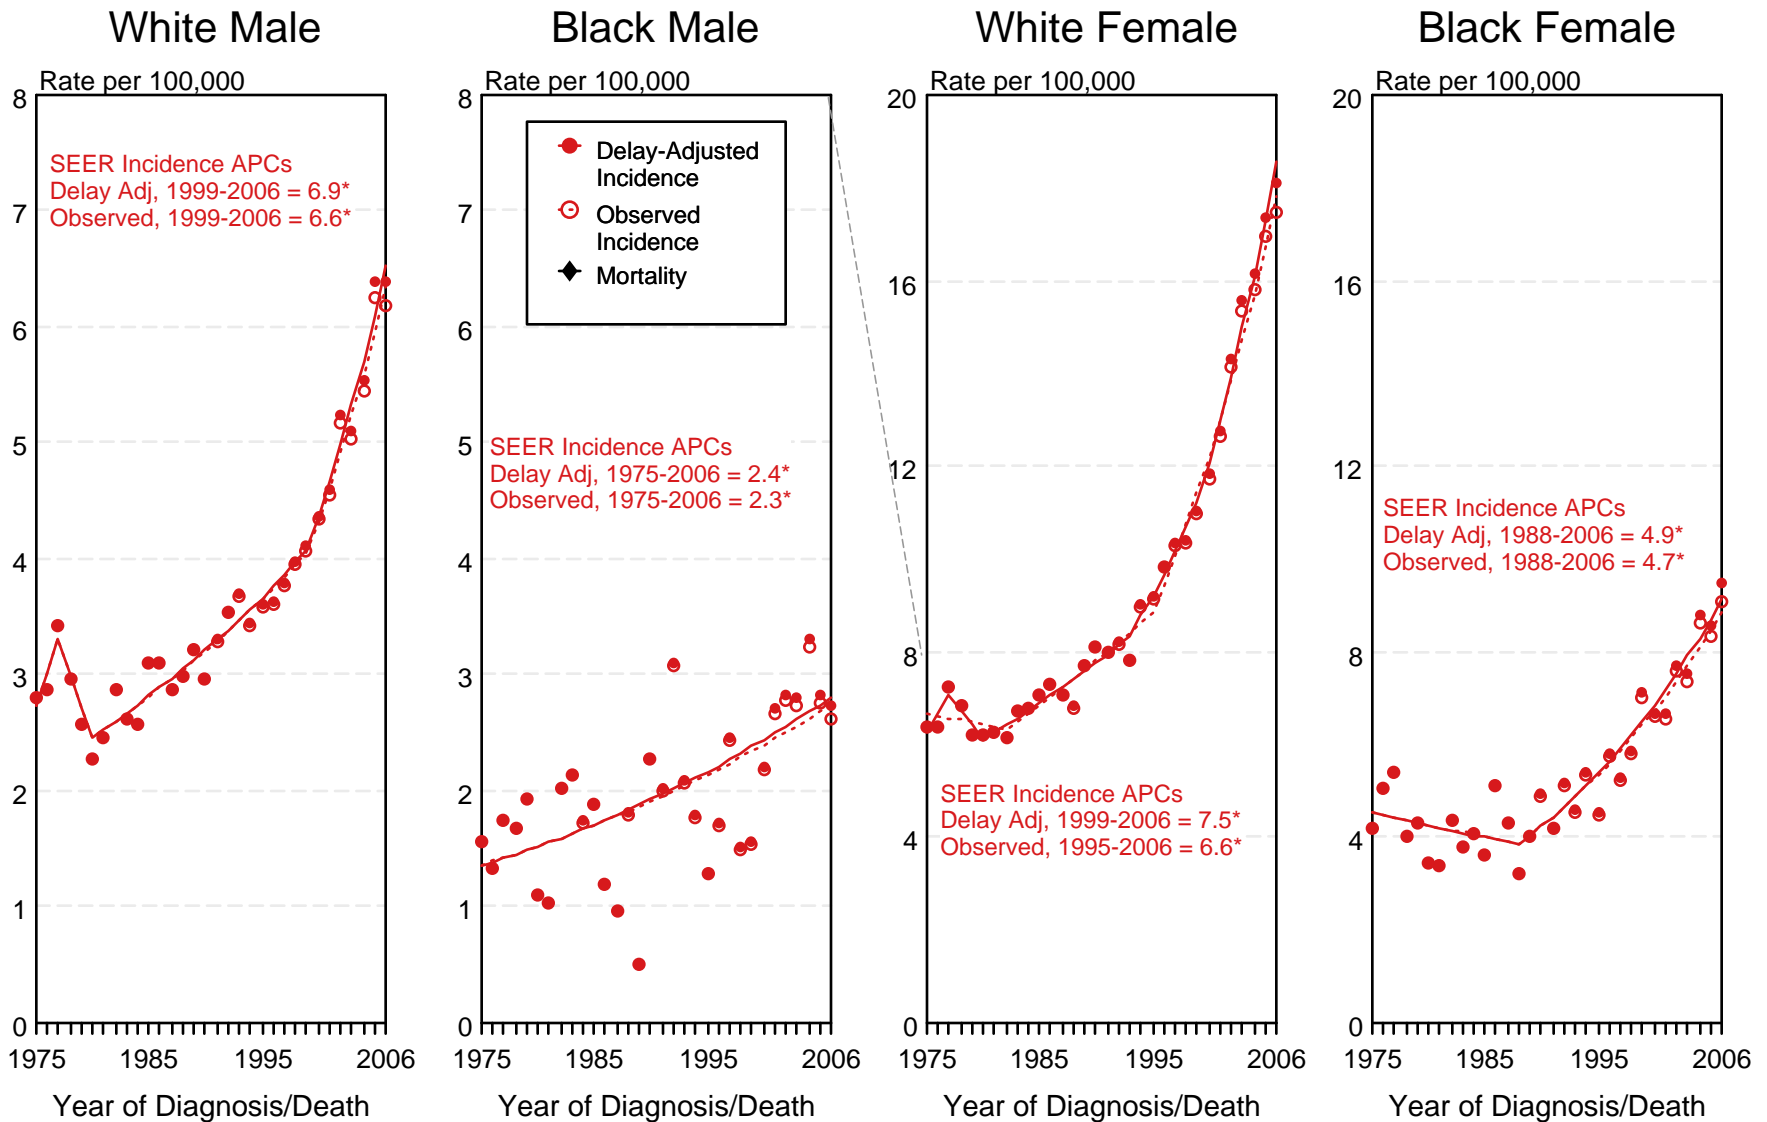 White Male
Black Male
White Female
Black Female
Rate per 100,000
Rate per 100,000
Rate per 100,000
Rate per 100,000
8
7
6
5
4
3
2
1
0
SEER Incidence APCs
Delay Adj, 1999-2006 = 6.9*
Observed, 1999-2006 = 6.6*
1975
1985
1995
2006
Year of Diagnosis/Death
8
7
6
5
4
3
2
1
0
Delay-Adjusted
Incidence
Observed
Incidence
Mortality
SEER Incidence APCs
Delay Adj, 1975-2006 = 2.4*
Observed, 1975-2006 = 2.3*
1975
1985
1995
2006
Year of Diagnosis/Death
20
16
12
8
4
0
SEER Incidence APCs
Delay Adj, 1999-2006 = 7.5*
Observed, 1995-2006 = 6.6*
1975
1985
1995
2006
Year of Diagnosis/Death
20
16
12
8
4
0
SEER Incidence APCs
Delay Adj, 1988-2006 = 4.9*
Observed, 1988-2006 = 4.7*
1975
1985
1995
2006
Year of Diagnosis/Death